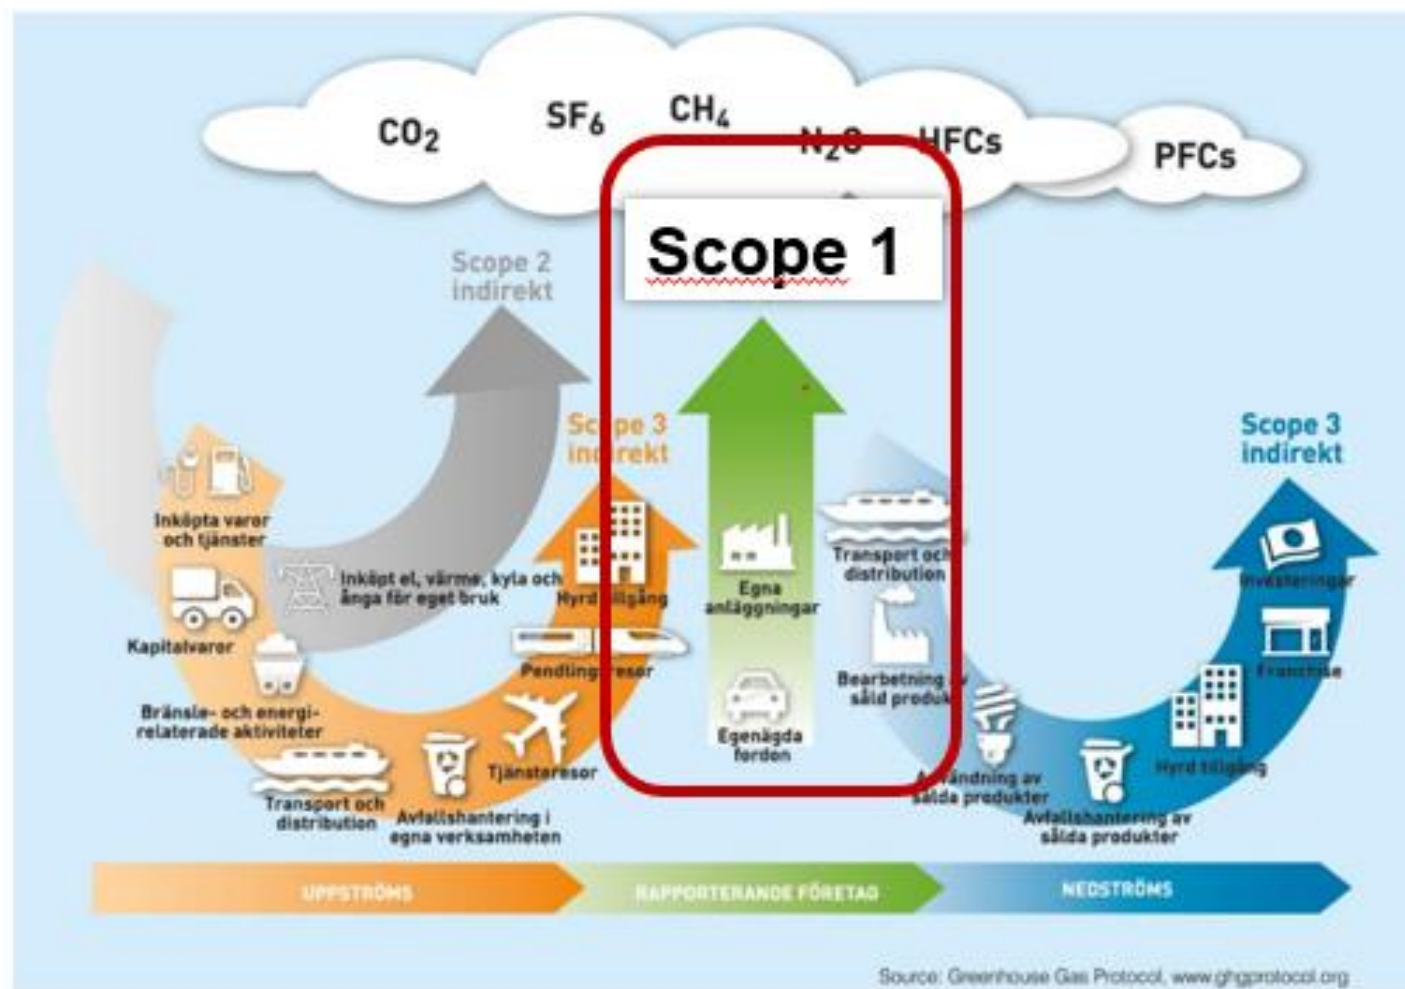 CO2
SF6
CH4
N2O
HFCs
PFCs
Scope 1
Scope 2
indirekt
Scope 3
indirekt
Scope 3
indirekt
Inköpta varor
och tjänster
Kapitalvaror
Bränsle- och energi-
relaterade aktiviteter
Transport och
distribution
Avfallshantering i
egna verksamheten
Tjänsteresor
Pendlingsresor
Hyrd tillgång
Inköpt el, värme, kyla och
ånga för eget bruk
Egna
anläggningar
Egenägda
fordon
Transport och
distribution
Bearbetning av
såld produkt
Användning av
sålda produkter
Avfallshantering av
sålda produkter
Hyrd tillgång
Franchise
Investeringar
UPPSTRÖMS
RAPPORTERANDE FÖRETAG
NEDSTRÖMS
Source: Greenhouse Gas Protocol, www.ghgprotocol.org